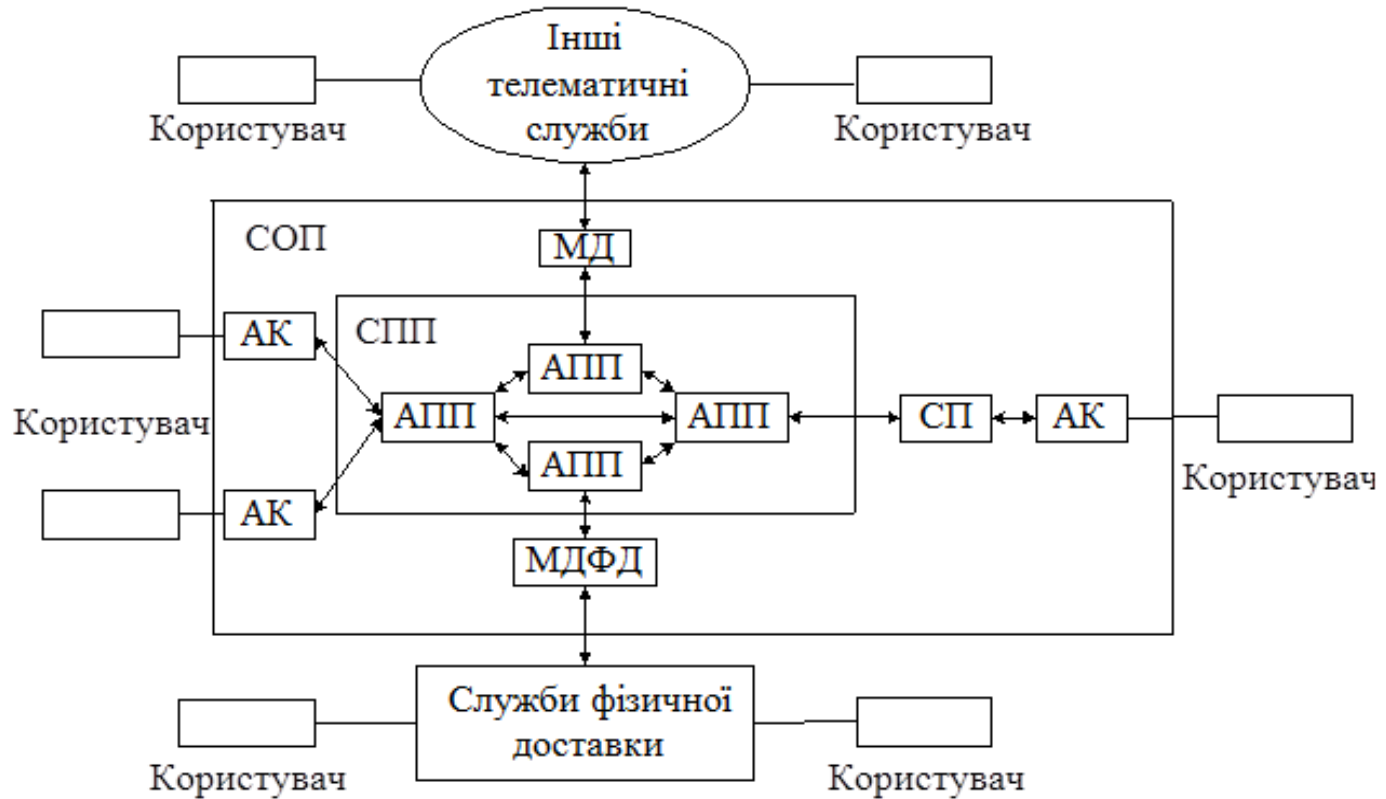 Інші
телематичні
служби
Користувач
Користувач
СОП
МД
АК
СПП
АПП
Користувач
АПП
АПП
СП
АК
АПП
Користувач
АК
МДФД
Служби фізичної
доставки
Користувач
Користувач